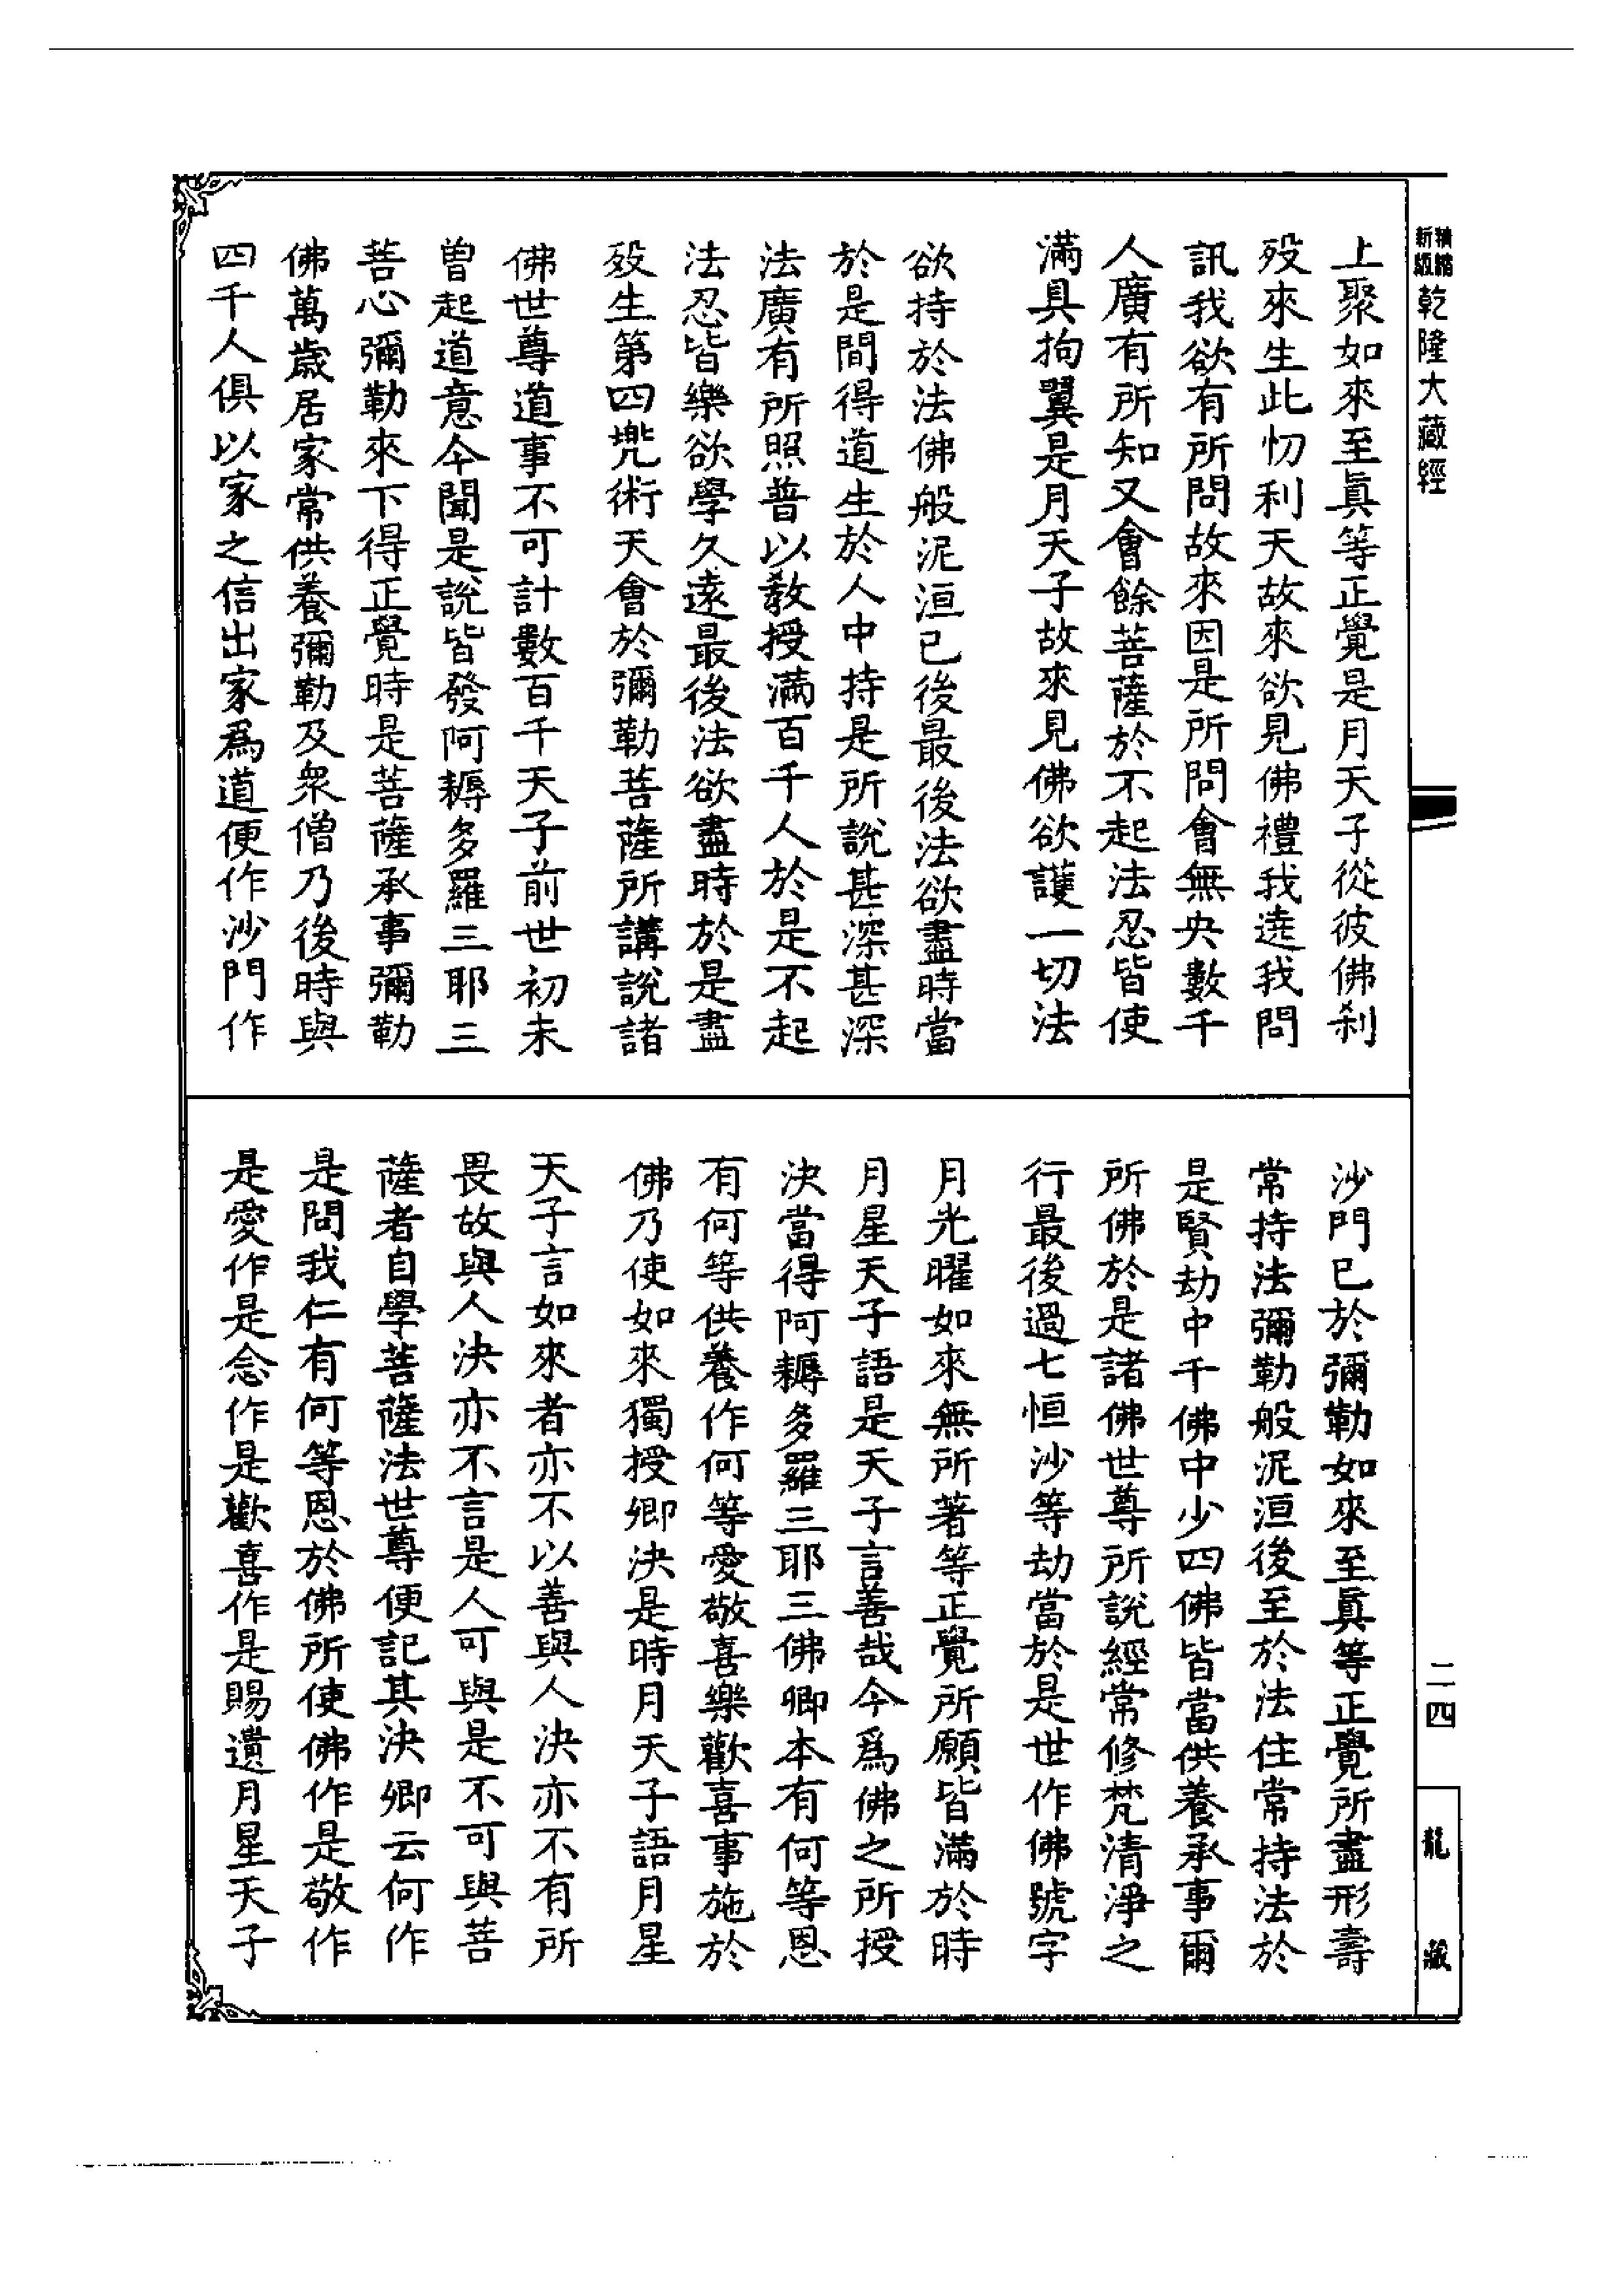 新縮
精版
乾隆大藏經
上聚如來至眞等正覺是月天子從彼佛刹
歿來生此忉利天故來欲見佛禮我遶我問
訊我欲有所問故來因是所問會無央數千
人廣有所知又會餘菩薩於不起法忍皆使
滿具拘翼是月天子故來見佛欲護一切法
欲持於法佛般泥洹已後最後法欲盡時當
於是間得道生於人中持是所說甚深甚深
法廣有所照普以教授滿百千人於是不起
法忍皆樂欲學久遠最後法欲盡時於是盡
歿生第四兜術天會於彌勒菩薩所講說諸
佛世尊道事不可計數百千天子前世初未
曾起道意今聞是說皆發阿耨多羅三耶三
菩心彌勒來下得正覺時是菩薩承事彌勒
佛萬歲居家常供養彌勒及衆僧乃後時與
四千人俱以家之信出家爲道便作沙門作
沙門已於彌勒如來至眞等正覺所盡形壽
常持法彌勒般泥洹後至於法住常持法於
是賢劫中千佛中少四佛皆當供養承事爾
所佛於是諸佛世尊所說經常修梵清淨之
行最後過七恒沙等劫當於是世作佛號字
月光曜如來無所著等正覺所願皆滿於時
月星天子語是天子言善哉今爲佛之所授
決當得阿耨多羅三耶三佛卿本有何等恩
有何等供養作何等愛敬喜樂歡喜事施於
佛乃使如來獨授卿決是時月天子語月星
天子言如來者亦不以善與人決亦不有所
畏故與人決亦不言是人可與是不可與菩
薩者自學菩薩法世尊便記其決卿云何作
是問我仁有何等恩於佛所使佛作是敬作
是愛作是念作是歡喜作是賜遺月星天子
二四
龍藏